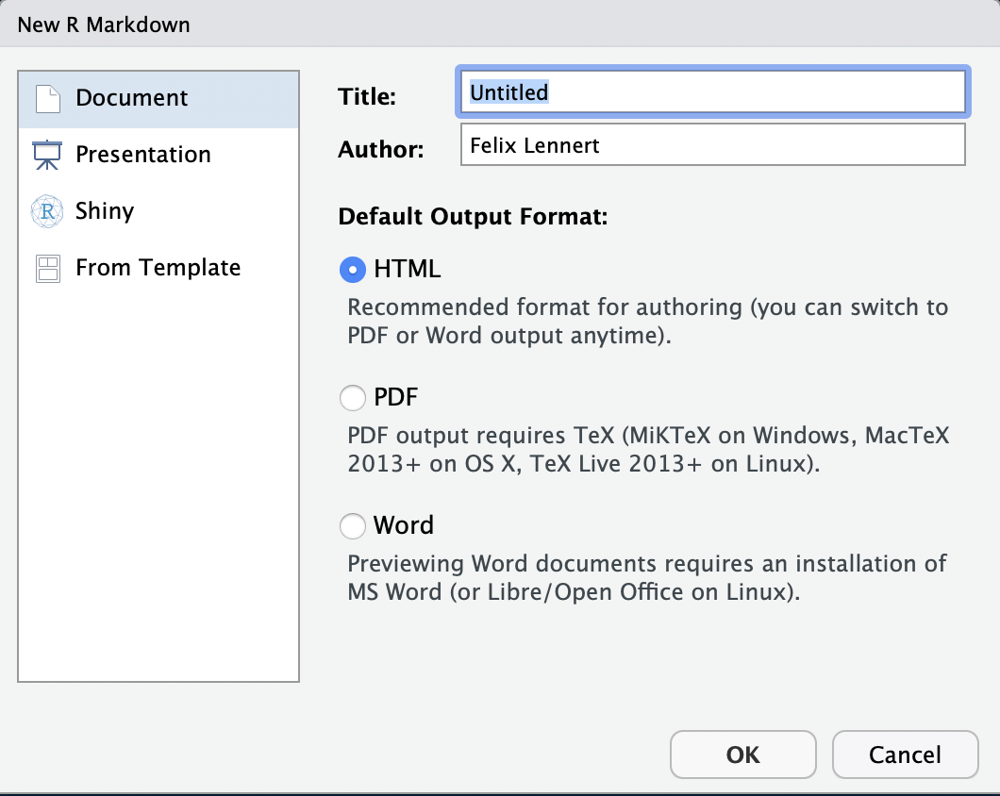 New R Markdown
Document
Presentation
Shiny
From Template
Title: Untitled
Author: Felix Lennert
Default Output Format:
HTML
Recommended format for authoring (you can switch to
PDF or Word output anytime).
PDF
PDF output requires TeX (MiKTeX on Windows, MacTeX
2013+ on OS X, TeX Live 2013+ on Linux).
Word
Previewing Word documents requires an installation of
MS Word (or Libre/Open Office on Linux).
OK Cancel